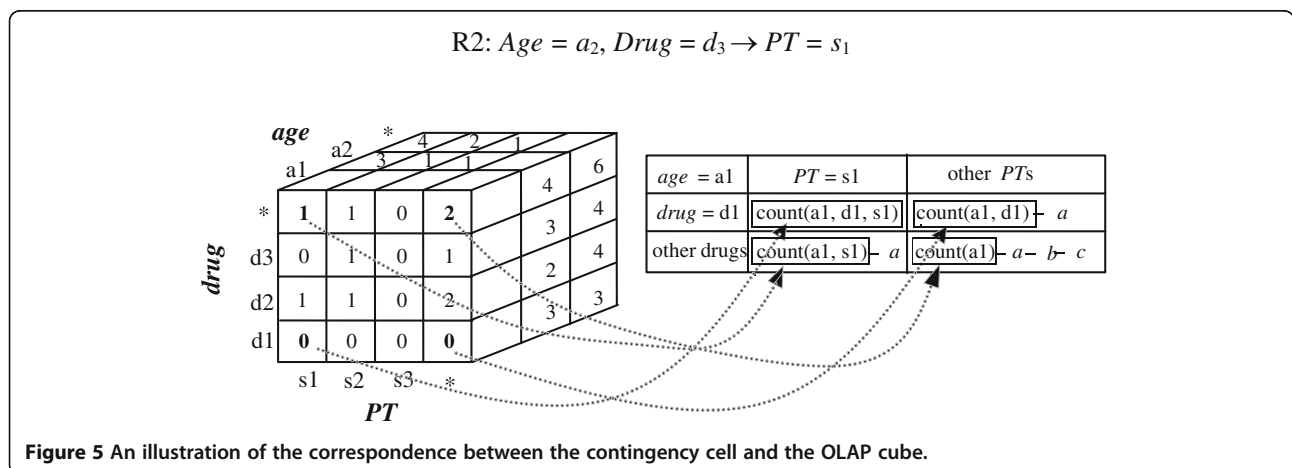 R2: Age = a2, Drug = d3 → PT = s1
age
*
a2
a1
4 2 1
3 1 1
* 1 1 0 2
d3 0 1 0 1
d2 1 1 0 2
d1 0 0 0 0
4 6
3 4
2 4
3 3
drug
s1 s2 s3 *
PT
age = a1 PT = s1 other PTs
drug = d1 count(a1, d1, s1) count(a1, d1) - a
other drugs count(a1, s1) - a count(a1) - a - b - c
Figure 5 An illustration of the correspondence between the contingency cell and the OLAP cube.